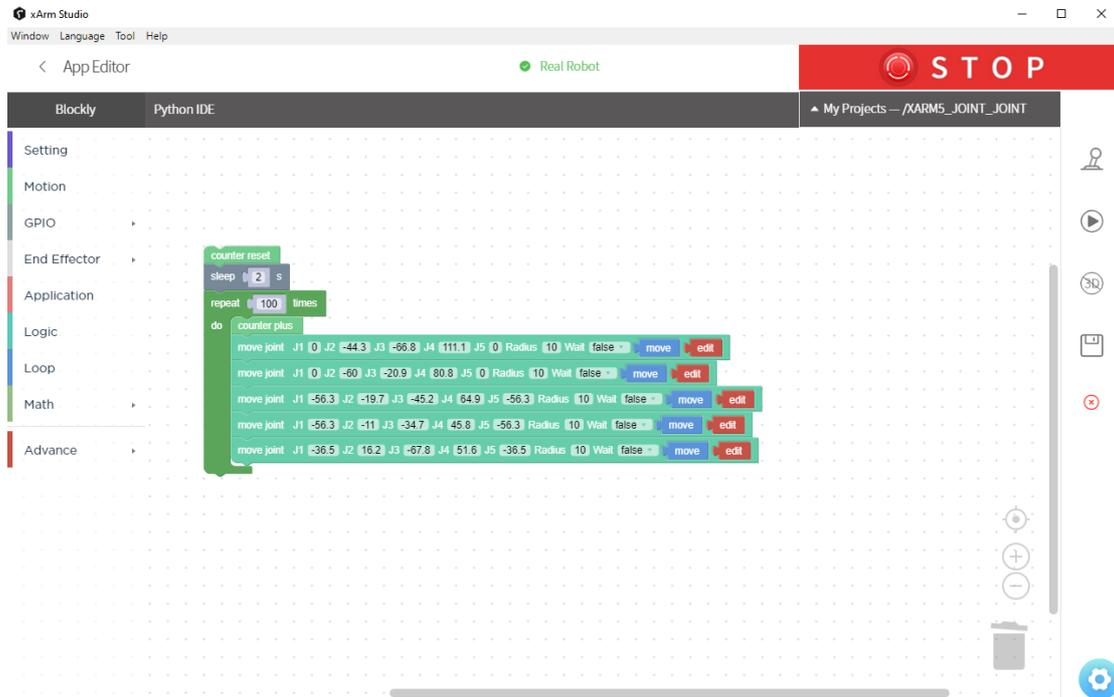 xArm Studio
Window Language Tool Help
App Editor
Real Robot
STOP
Blockly
Python IDE
My Projects — /XARM5_JOINT_JOINT
Setting
Motion
GPIO
End Effector
Application
Logic
Loop
Math
Advance
counter reset
sleep 2 s
repeat 100 times
do counter plus
move joint J1 0 J2 -44.3 J3 -66.8 J4 111.1 J5 0 Radius 10 Wait false move edit
move joint J1 0 J2 -60 J3 -20.9 J4 80.8 J5 0 Radius 10 Wait false move edit
move joint J1 -56.3 J2 -19.7 J3 -45.2 J4 64.9 J5 -56.3 Radius 10 Wait false move edit
move joint J1 -56.3 J2 -11 J3 -34.7 J4 45.8 J5 -56.3 Radius 10 Wait false move edit
move joint J1 -36.5 J2 16.2 J3 -67.8 J4 51.6 J5 -36.5 Radius 10 Wait false move edit
3D